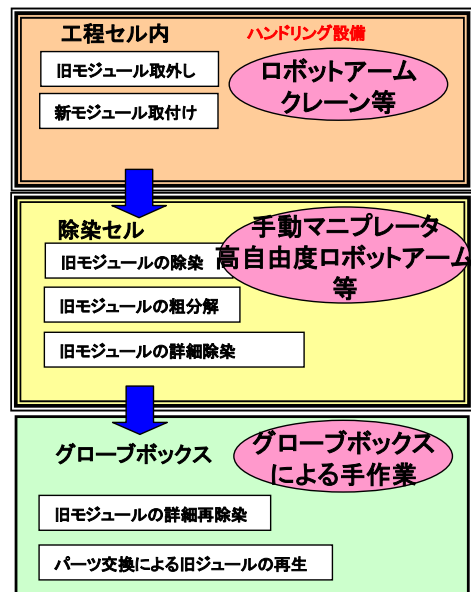 工程セル内
ハンドリング設備
旧モジュール取外し
新モジュール取付け
ロボットアーム
クレーン等
除染セル
旧モジュールの除染
旧モジュールの粗分解
旧モジュールの詳細除染
手動マニプレータ
高自由度ロボットアーム
等
グローブボックス
グローブボックス
による手作業
旧モジュールの詳細再除染
パーツ交換による旧ジュールの再生